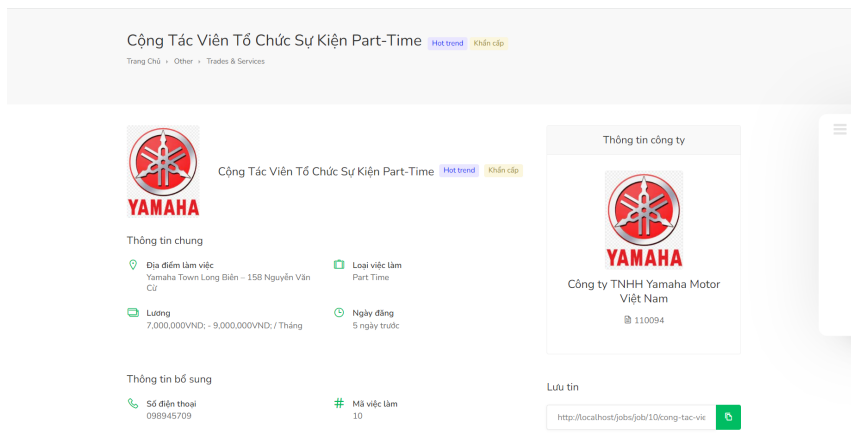 Cộng Tác Viên Tổ Chức Sự Kiện Part-Time Hot trend Khẩn cấp
Trang Chủ › Other › Trades & Services
YAMAHA
Cộng Tác Viên Tổ Chức Sự Kiện Part-Time Hot trend Khẩn cấp
Thông tin chung
Địa điểm làm việc
Yamaha Town Long Biên – 158 Nguyễn Văn
Cừ
Loại việc làm
Part Time
Lương
7,000,000VND; - 9,000,000VND; / Tháng
Ngày đăng
5 ngày trước
Thông tin bổ sung
Số điện thoại
098945709
Mã việc làm
10
Thông tin công ty
YAMAHA
Công ty TNHH Yamaha Motor
Việt Nam
110094
Lưu tin
http://localhost/jobs/job/10/cong-tac-vie